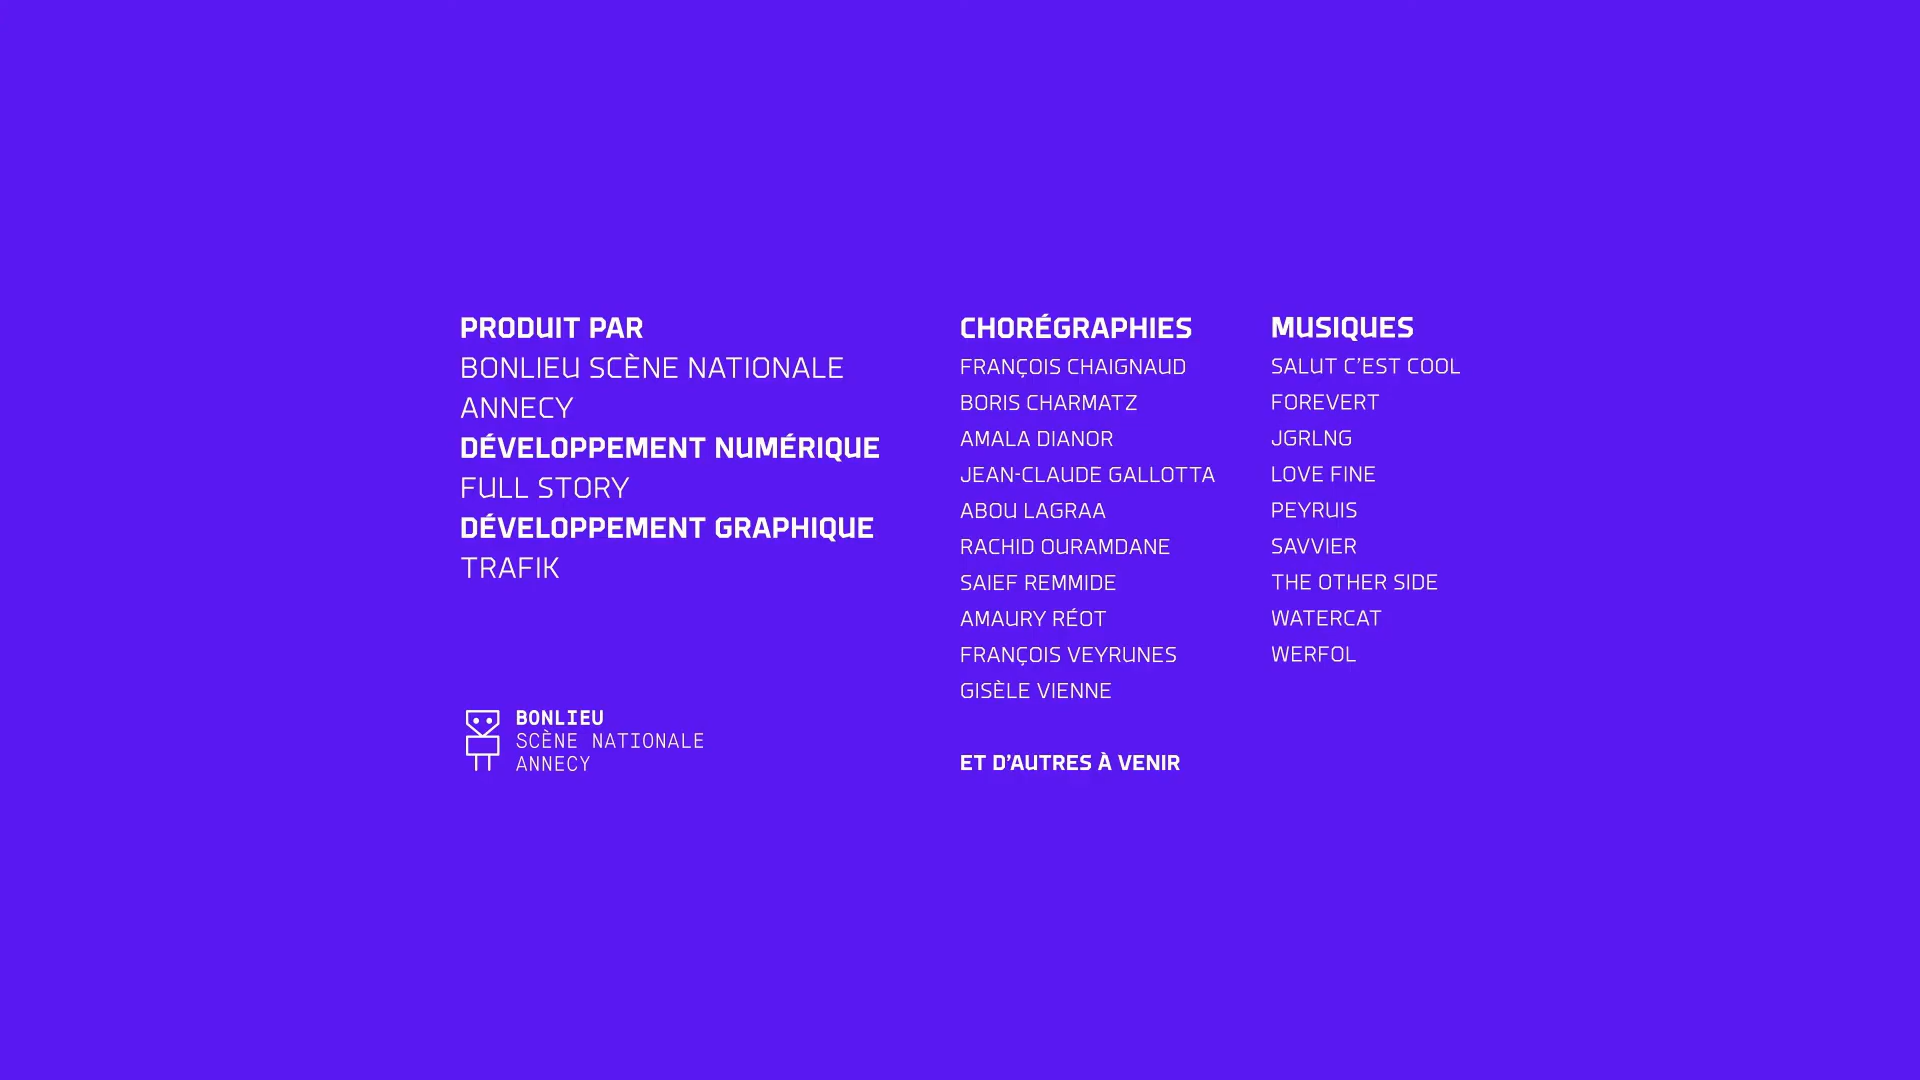 PRODUIT PAR
BONLIEU SCÈNE NATIONALE
ANNECY
DÉVELOPPEMENT NUMÉRIQUE
FULL STORY
DÉVELOPPEMENT GRAPHIQUE
TRAFIK
BONLIEU
SCÈNE NATIONALE
ANNECY
CHORÉGRAPHIES
FRANÇOIS CHAIGNAUD
BORIS CHARMATZ
AMALA DIANOR
JEAN-CLAUDE GALLOTTA
ABOU LAGRAA
RACHID OURAMDANE
SAIEF REMMIDE
AMAURY RÉOT
FRANÇOIS VEYRUNES
GISÈLE VIENNE
ET D’AUTRES À VENIR
MUSIQUES
SALUT C’EST COOL
FOREVERT
JGRLNG
LOVE FINE
PEYRUIS
SAVVIER
THE OTHER SIDE
WATERCAT
WERFOL